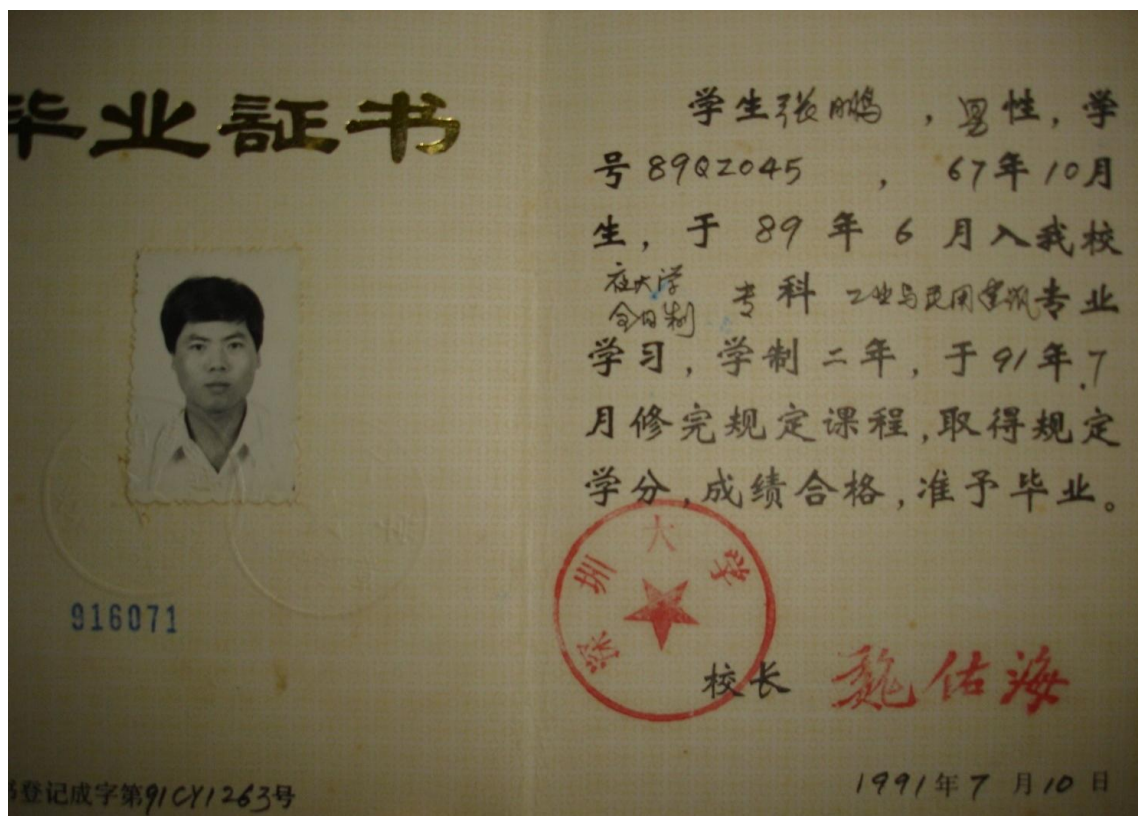 毕业証书
916071
书登记成字第91CY1263号
学生张鹏，男性，学
号89QZ045，67年10月
生，于89年6月入我校
夜大学
全日制 专科 工业与民用建筑专业
学习，学制二年，于91年7
月修完规定课程，取得规定
学分，成绩合格，准予毕业。
深圳大学
校长 魏佑海
1991年7月10日